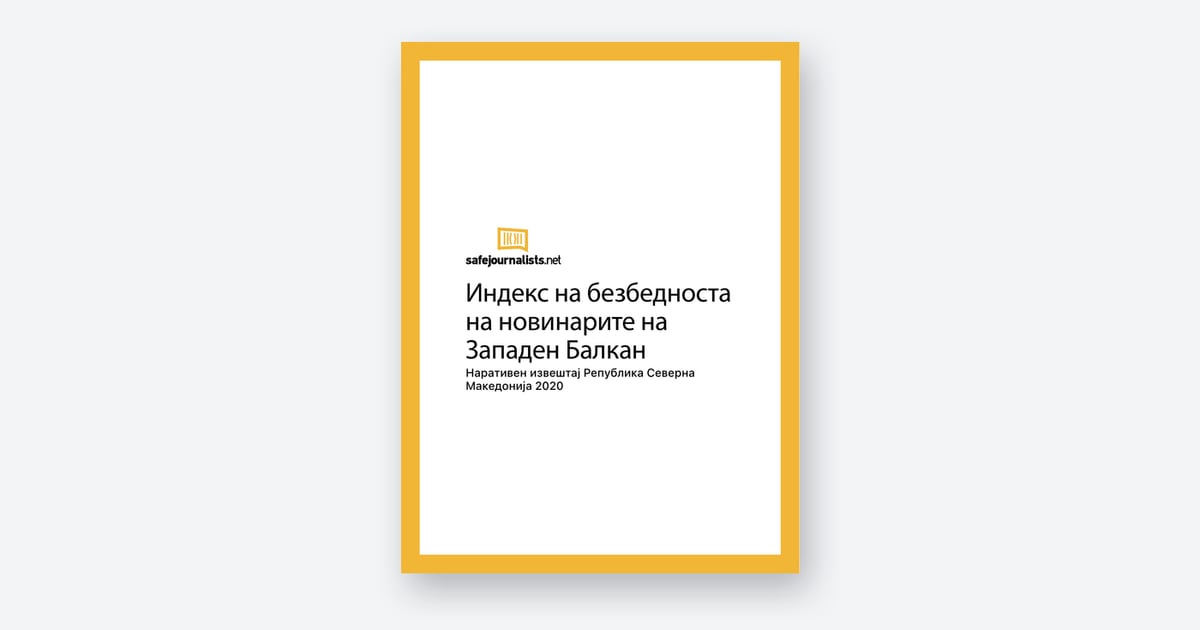 safejournalists.net
Индекс на безбедноста
на новинарите на
Западен Балкан
Наративен извештај Република Северна
Македонија 2020